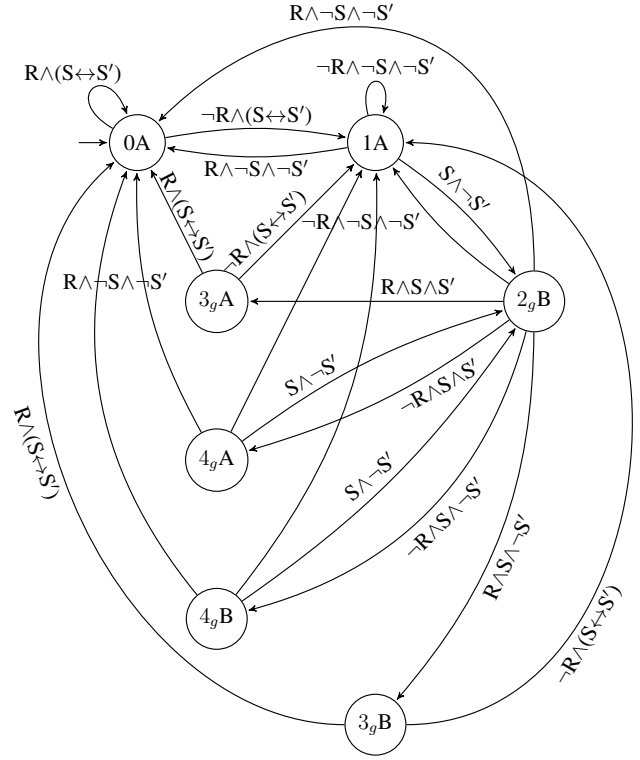 R∧¬S∧¬S′
R∧(S↔S′)
¬R∧¬S∧¬S′
¬R∧(S↔S′)
0A
1A
R∧¬S∧¬S′
S∧¬S′
R∧(S↔S′)
¬R∧(S↔S′)
¬R∧¬S∧¬S′
R∧¬S∧¬S′
R∧S∧S′
3gA
2gB
S∧¬S′
¬R∧S∧S′
R∧(S↔S′)
4gA
S∧¬S′
¬R∧S∧¬S′
R∧S∧¬S′
4gB
¬R∧(S↔S′)
3gB